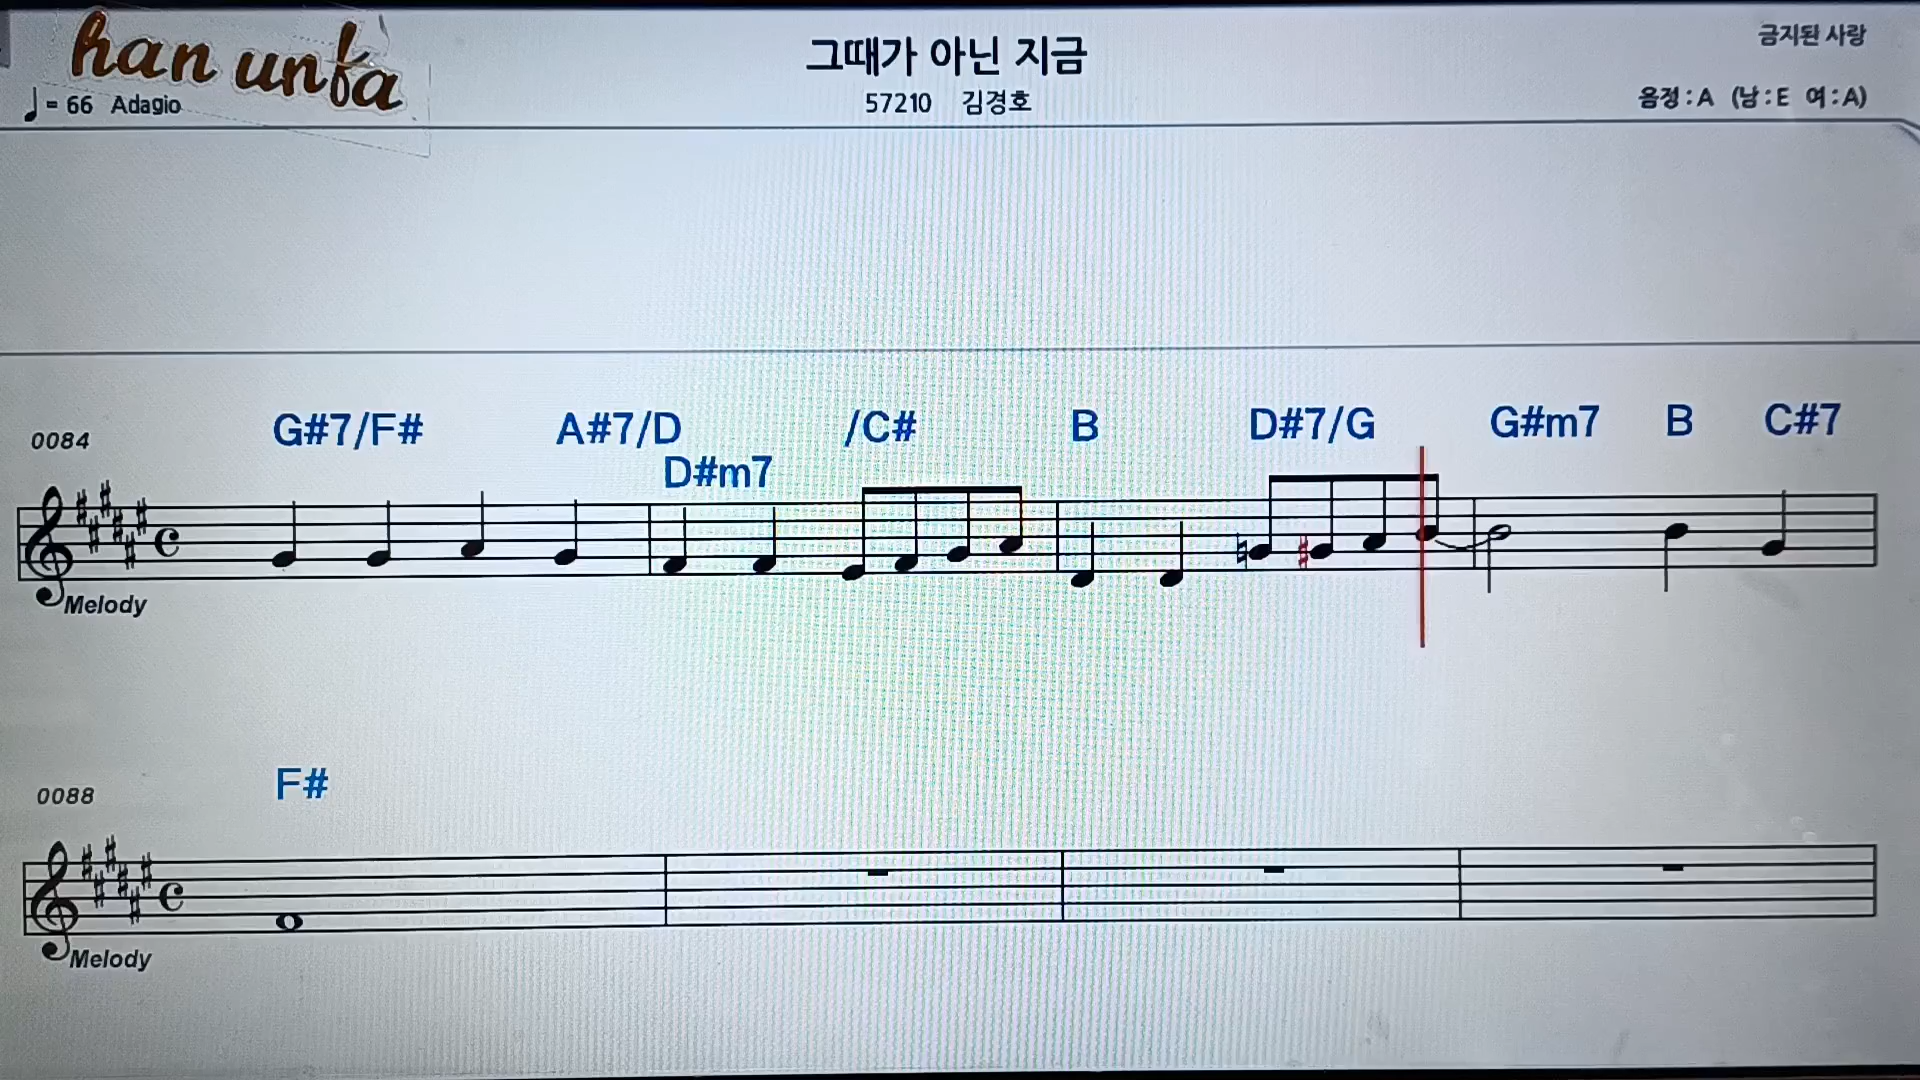 han unfa
그때가 아닌 지금
금지된 사랑
♩= 66 Adagio
57210 김경호
음정 : A (남 : E 여 : A)
G#7/F# A#7/D /C# B D#7/G G#m7 B C#7
0084
D#m7
Melody
F#
0088
Melody